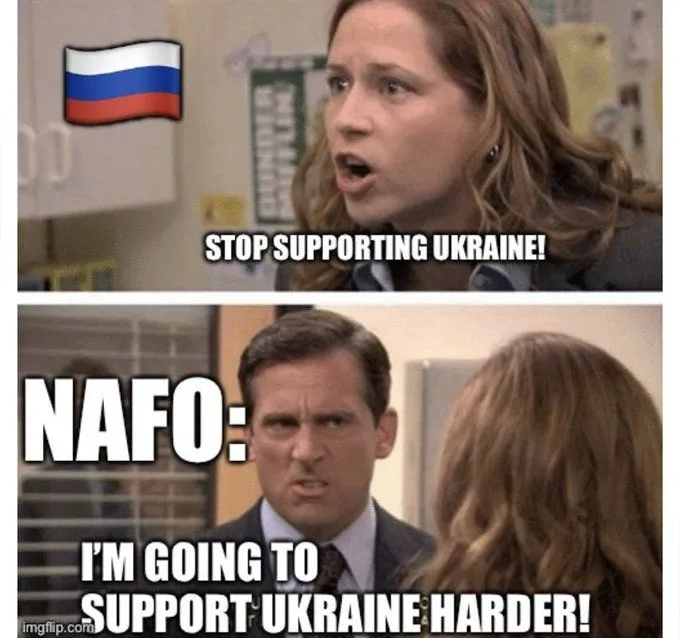 STOP SUPPORTING UKRAINE!
NAFO:
I'M GOING TO
SUPPORT UKRAINE HARDER!
imgflip.com